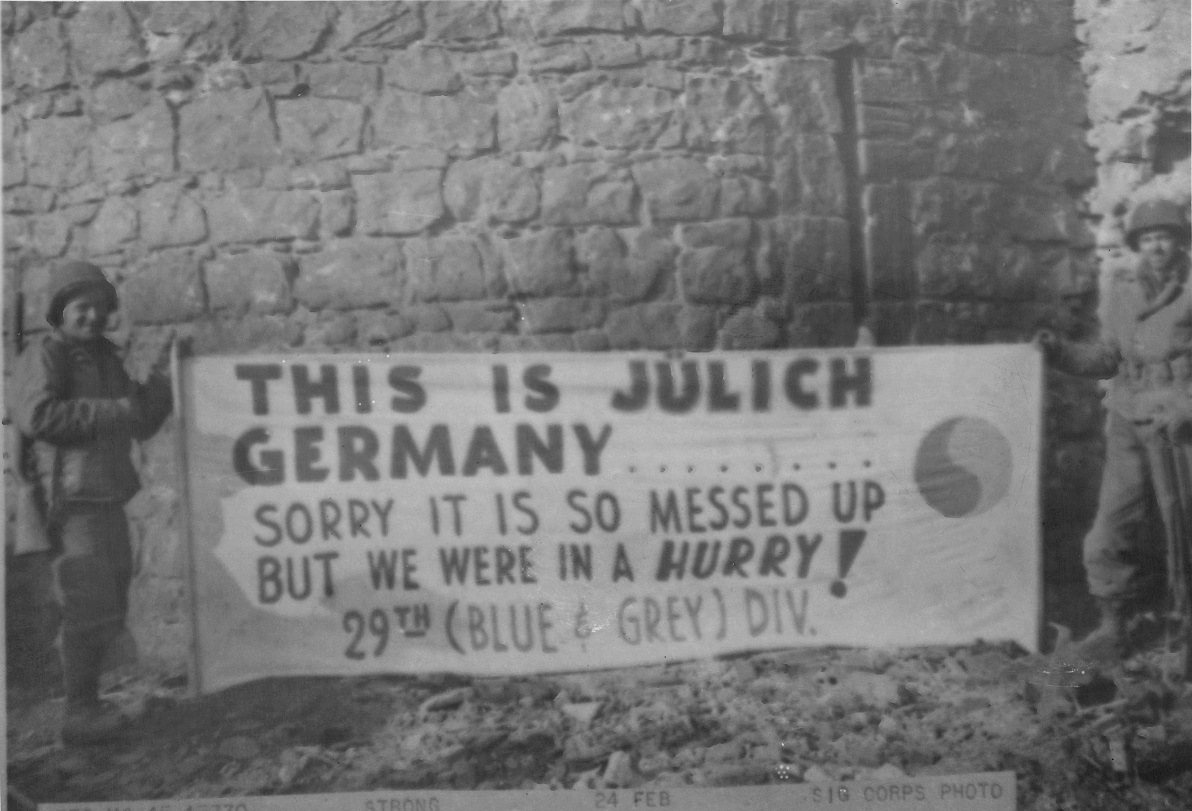 THIS IS JÜLICH
GERMANY.........
SORRY IT IS SO MESSED UP
BUT WE WERE IN A HURRY!
29TH (BLUE & GREY) DIV.
STRONG 24 FEB SIG CORPS PHOTO